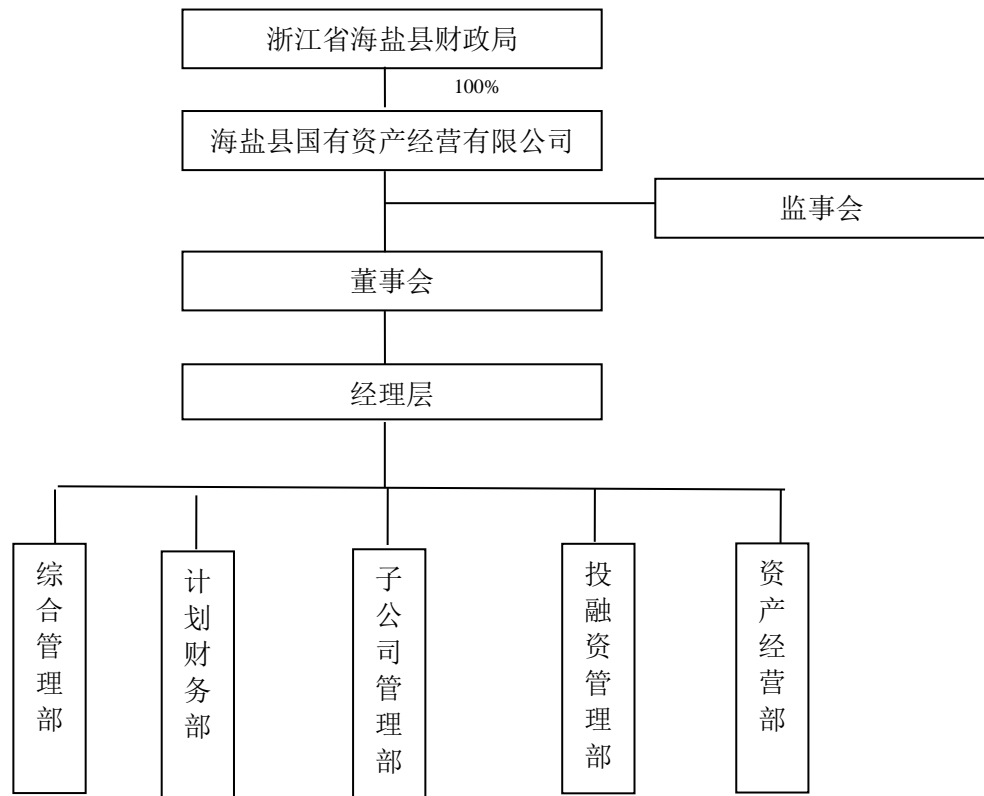 浙江省海盐县财政局
100%
海盐县国有资产经营有限公司
监事会
董事会
经理层
综合管理部
计划财务部
子公司管理部
投融资管理部
资产经营部